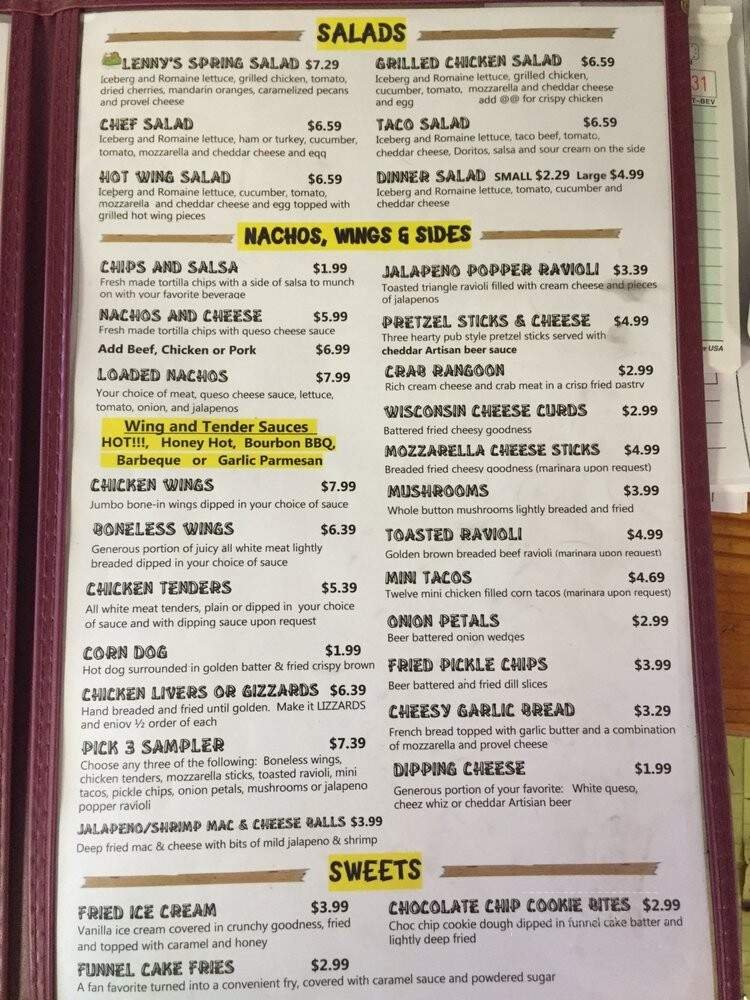 SALADS
LENNY'S SPRING SALAD $7.29
Iceberg and Romaine lettuce, grilled chicken, tomato,
dried cherries, mandarin oranges, caramelized pecans
and provel cheese
CHEF SALAD $6.59
Iceberg and Romaine lettuce, ham or turkey, cucumber,
tomato, mozzarella and cheddar cheese and egg
HOT WING SALAD $6.59
Iceberg and Romaine lettuce, cucumber, tomato,
mozzarella and cheddar cheese and egg topped with
grilled hot wing pieces
GRILLED CHICKEN SALAD $6.59
Iceberg and Romaine lettuce, grilled chicken,
cucumber, tomato, mozzarella and cheddar cheese
and egg add @@ for crispy chicken
TACO SALAD $6.59
Iceberg and Romaine lettuce, taco beef, tomato,
cheddar cheese, Doritos, salsa and sour cream on the side
DINNER SALAD SMALL $2.29 Large $4.99
Iceberg and Romaine lettuce, tomato, cucumber and
cheddar cheese
NACHOS, WINGS & SIDES
CHIPS AND SALSA $1.99
Fresh made tortilla chips with a side of salsa to munch
on with your favorite beverage
NACHOS AND CHEESE $5.99
Fresh made tortilla chips with queso cheese sauce
Add Beef, Chicken or Pork $6.99
LOADED NACHOS $7.99
Your choice of meat, queso cheese sauce, lettuce,
tomato, onion, and jalapenos
Wing and Tender Sauces
HOT!!!, Honey Hot, Bourbon BBQ,
Barbeque or Garlic Parmesan
CHICKEN WINGS $7.99
Jumbo bone-in wings dipped in your choice of sauce
BONELESS WINGS $6.39
Generous portion of juicy all white meat lightly
breaded dipped in your choice of sauce
CHICKEN TENDERS $5.39
All white meat tenders, plain or dipped in your choice
of sauce and with dipping sauce upon request
CORN DOG $1.99
Hot dog surrounded in golden batter & fried crispy brown
CHICKEN LIVERS OR GIZZARDS $6.39
Hand breaded and fried until golden. Make it LIZZARDS
and enjoy ½ order of each
PICK 3 SAMPLER $7.39
Choose any three of the following: Boneless wings,
chicken tenders, mozzarella sticks, toasted ravioli, mini
tacos, pickle chips, onion petals, mushrooms or jalapeno
popper ravioli
JALAPENO/SHRIMP MAC & CHEESE BALLS $3.99
Deep fried mac & cheese with bits of mild jalapeno & shrimp
JALAPENO POPPER RAVIOLI $3.39
Toasted triangle ravioli filled with cream cheese and pieces
of jalapenos
PRETZEL STICKS & CHEESE $4.99
Three hearty pub style pretzel sticks served with
cheddar Artisan beer sauce
CRAB RANGOON $2.99
Rich cream cheese and crab meat in a crisp fried pastry
WISCONSIN CHEESE CURDS $2.99
Battered fried cheesy goodness
MOZZARELLA CHEESE STICKS $4.99
Breaded fried cheesy goodness (marinara upon request)
MUSHROOMS $3.99
Whole button mushrooms lightly breaded and fried
TOASTED RAVIOLI $4.99
Golden brown breaded beef ravioli (marinara upon request)
MINI TACOS $4.69
Twelve mini chicken filled corn tacos (marinara upon request)
ONION PETALS $2.99
Beer battered onion wedges
FRIED PICKLE CHIPS $3.99
Beer battered and fried dill slices
CHEESY GARLIC BREAD $3.29
French bread topped with garlic butter and a combination
of mozzarella and provel cheese
DIPPING CHEESE $1.99
Generous portion of your favorite: White queso,
cheez whiz or cheddar Artisan beer
SWEETS
FRIED ICE CREAM $3.99
Vanilla ice cream covered in crunchy goodness, fried
and topped with caramel and honey
FUNNEL CAKE FRIES $2.99
A fan favorite turned into a convenient fry, covered with caramel sauce and powdered sugar
CHOCOLATE CHIP COOKIE BITES $2.99
Choc chip cookie dough dipped in funnel cake batter and
lightly deep fried
31
T-BEV
USA